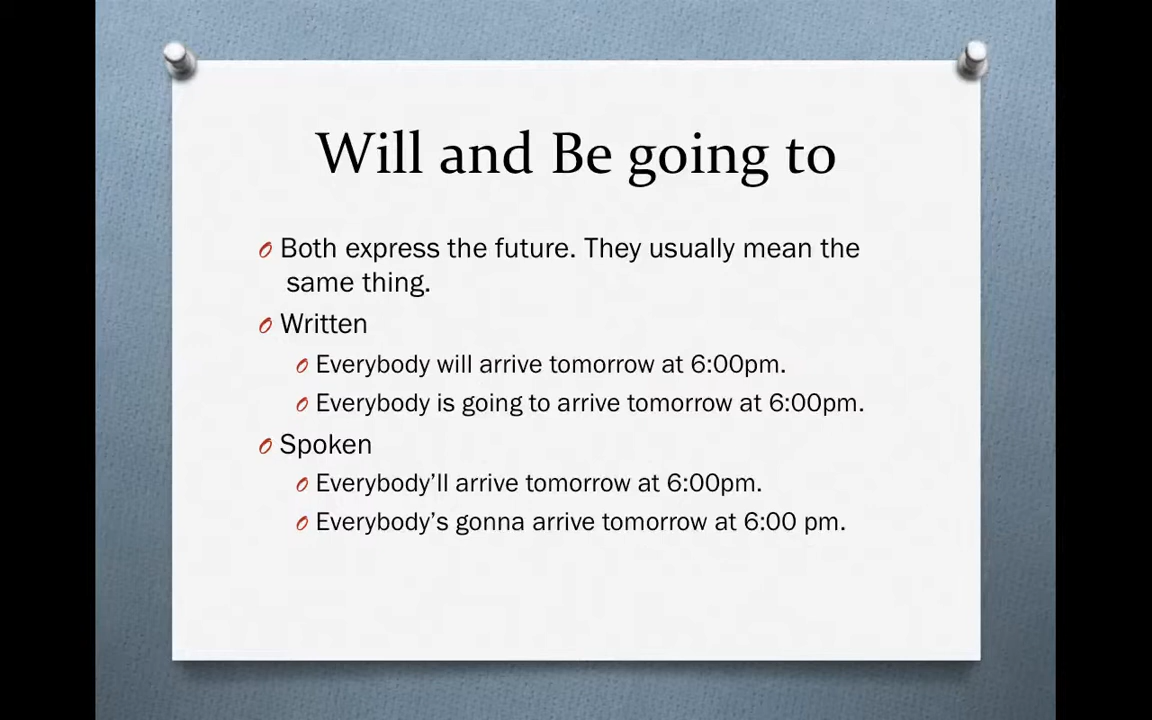 Will and Be going to
Both express the future. They usually mean the
same thing.
Written
Everybody will arrive tomorrow at 6:00pm.
Everybody is going to arrive tomorrow at 6:00pm.
Spoken
Everybody’ll arrive tomorrow at 6:00pm.
Everybody’s gonna arrive tomorrow at 6:00 pm.